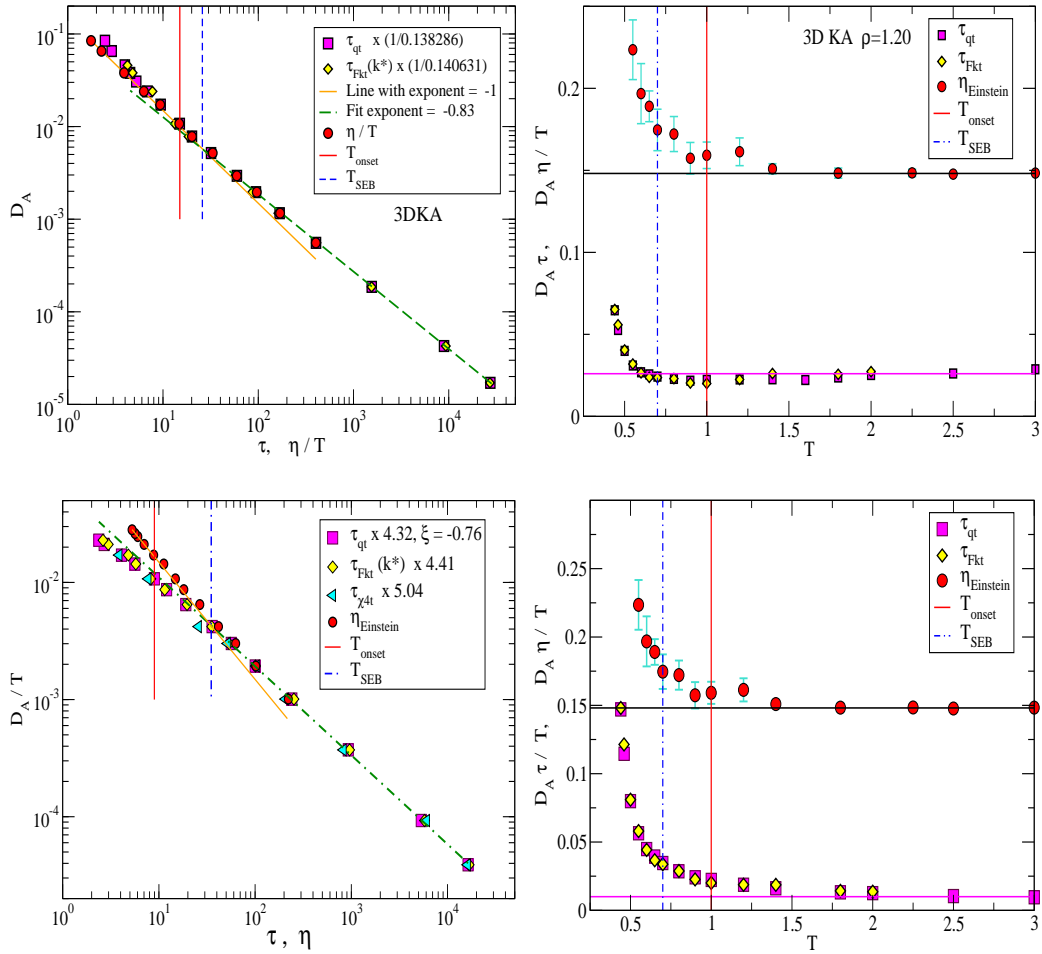 10^-1
10^-2
10^-3
10^-4
10^-5
D_A
τ_qt x (1/0.138286)
τ_Fkt(k*) x (1/0.140631)
Line with exponent = -1
Fit exponent = -0.83
η / T
T_onset
T_SEB
3DKA
10^0 10^1 10^2 10^3 10^4
τ, η / T
0.2
0.1
0
D_A τ , D_A η / T
3D KA ρ=1.20
τ_qt
τ_Fkt
η_Einstein
T_onset
T_SEB
0.5 1 1.5 2 2.5 3
T
10^-2
10^-3
10^-4
D_A / T
τ_qt x 4.32, ξ = -0.76
τ_Fkt (k*) x 4.41
τ_χ4t x 5.04
η_Einstein
T_onset
T_SEB
10^0 10^1 10^2 10^3 10^4
τ , η
0.25
0.2
0.15
0.1
0.05
0
D_A τ / T, D_A η / T
τ_qt
τ_Fkt
η_Einstein
T_onset
T_SEB
0.5 1 1.5 2 2.5 3
T